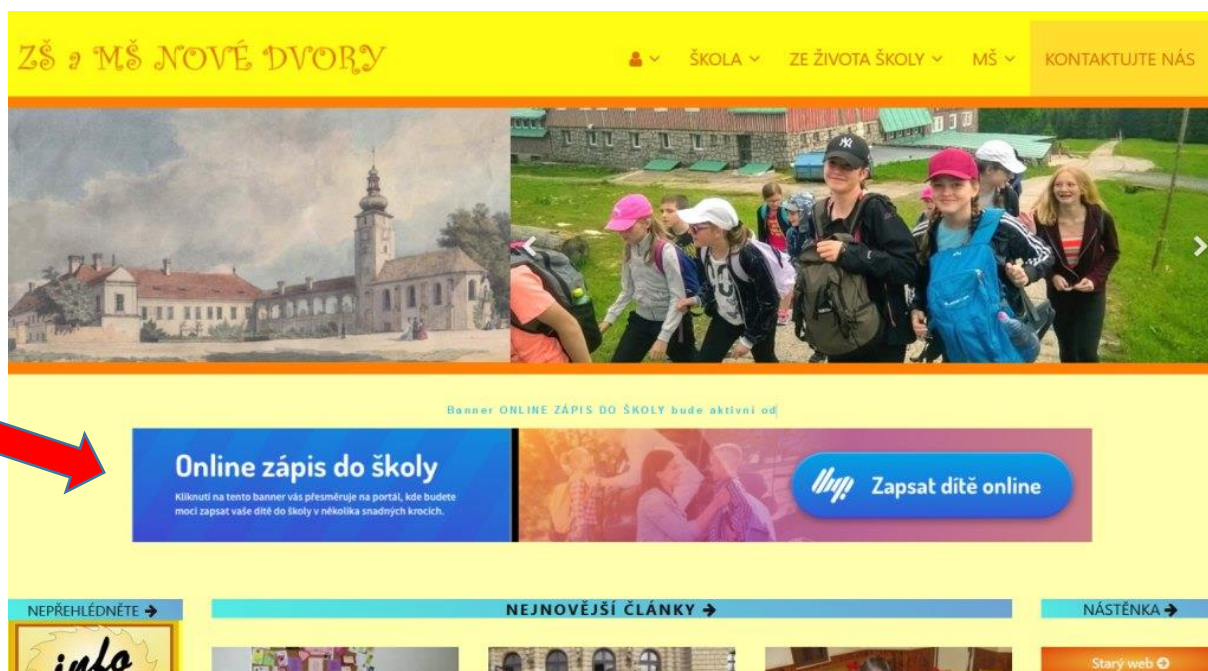 ZŠ a MŠ NOVÉ DVORY
ŠKOLA
ZE ŽIVOTA ŠKOLY
MŠ
KONTAKTUJTE NÁS
Banner ONLINE ZÁPIS DO ŠKOLY bude aktivní od
Online zápis do školy
Kliknutí na tento banner vás přesměruje na portál, kde budete
moci zapsat vaše dítě do školy v několika snadných krocích.
Zapsat dítě online
NEPŘEHLÉDNĚTE
NEJNOVĚJŠÍ ČLÁNKY
NÁSTĚNKA
info
Starý web